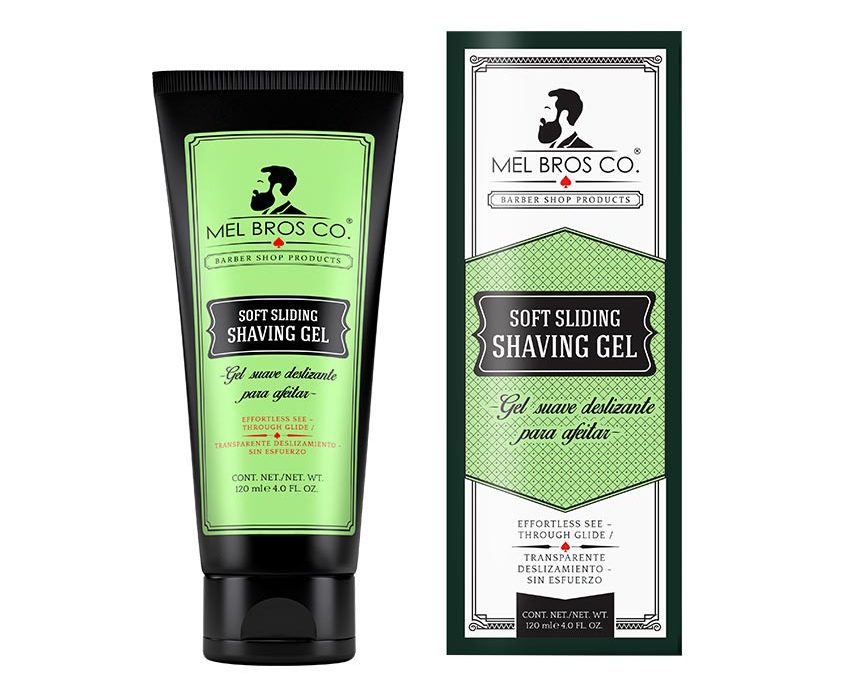 MEL BROS CO.®
BARBER SHOP PRODUCTS
SOFT SLIDING
SHAVING GEL
-Gel suave deslizante
para afeitar-
EFFORTLESS SEE -
THROUGH GLIDE /
TRANSPARENTE DESLIZAMIENTO -
SIN ESFUERZO
CONT. NET./NET. WT.
120 ml℮ 4.0 FL. OZ.
MEL BROS CO.®
BARBER SHOP PRODUCTS
SOFT SLIDING
SHAVING GEL
-Gel suave deslizante
para afeitar-
EFFORTLESS SEE -
THROUGH GLIDE /
TRANSPARENTE
DESLIZAMIENTO -
SIN ESFUERZO
CONT. NET./NET. WT.
120 ml℮ 4.0 FL. OZ.